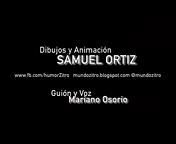 Dibujos y Animación
SAMUEL ORTIZ
www.fb.com/humorZitro mundozitro.blogspot.com @mundozitro
Guión y Voz
Mariano Osorio